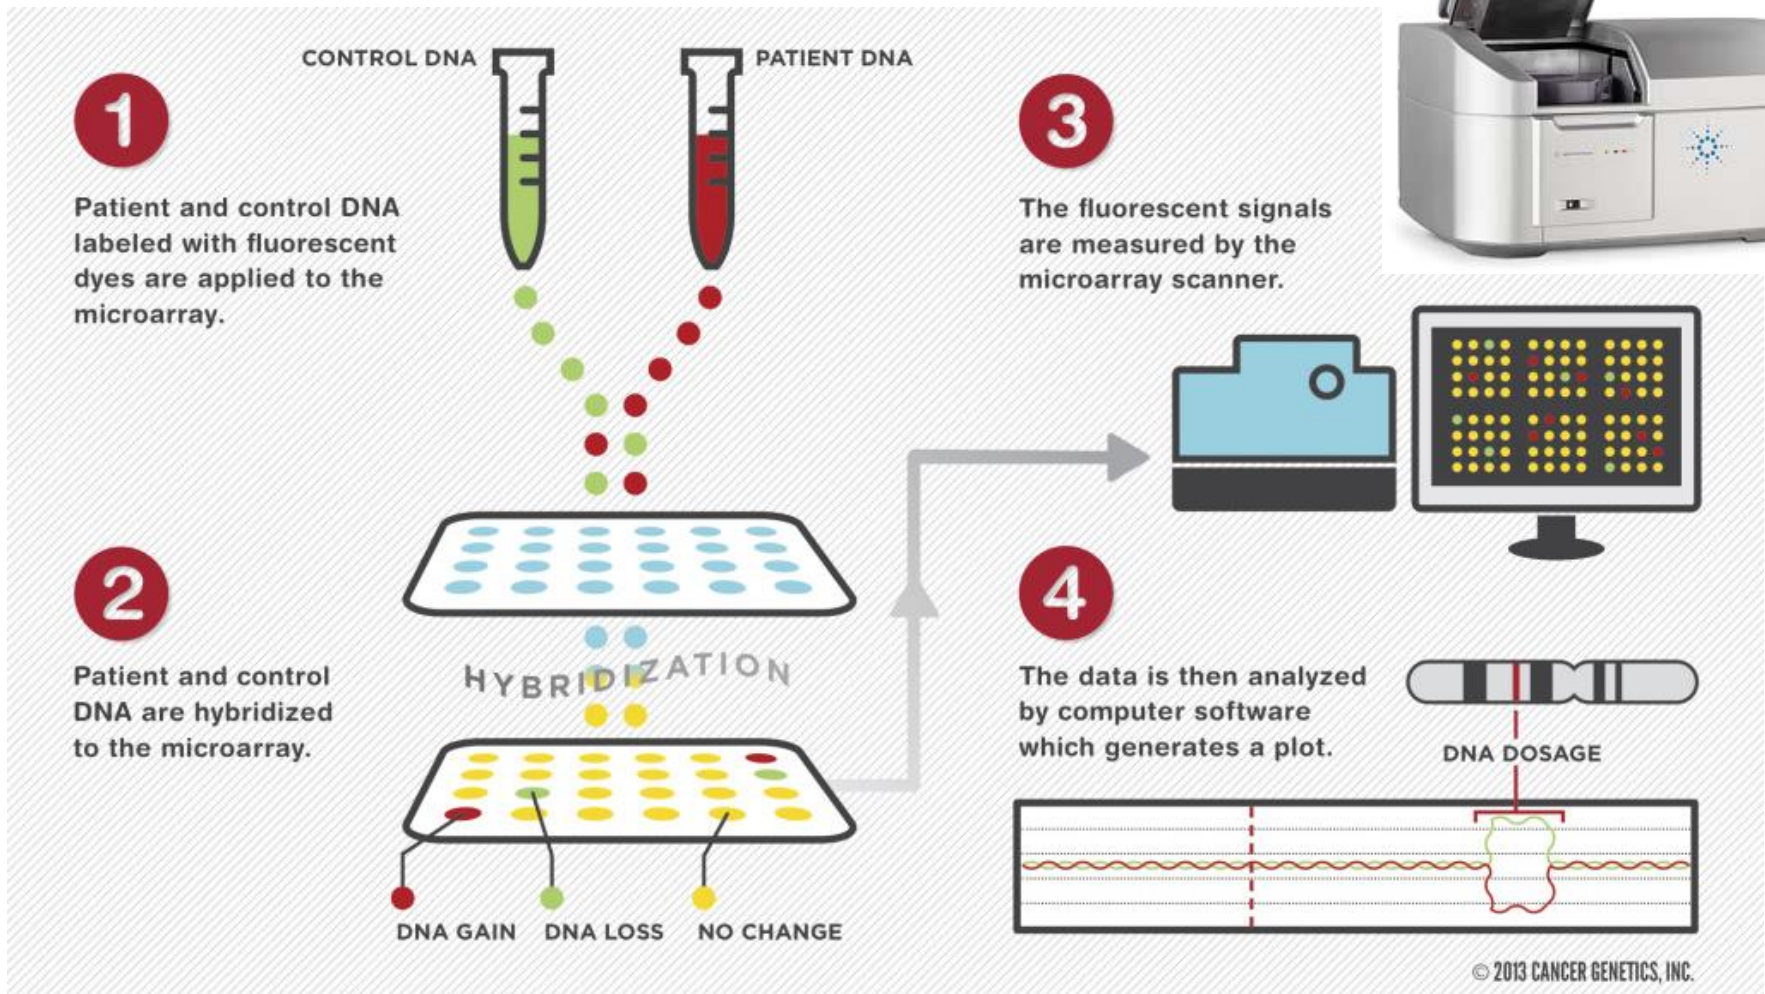 CONTROL DNA
PATIENT DNA
1
Patient and control DNA
labeled with fluorescent
dyes are applied to the
microarray.
2
Patient and control
DNA are hybridized
to the microarray.
HYBRIDIZATION
DNA GAIN
DNA LOSS
NO CHANGE
3
The fluorescent signals
are measured by the
microarray scanner.
4
The data is then analyzed
by computer software
which generates a plot.
DNA DOSAGE
© 2013 CANCER GENETICS, INC.